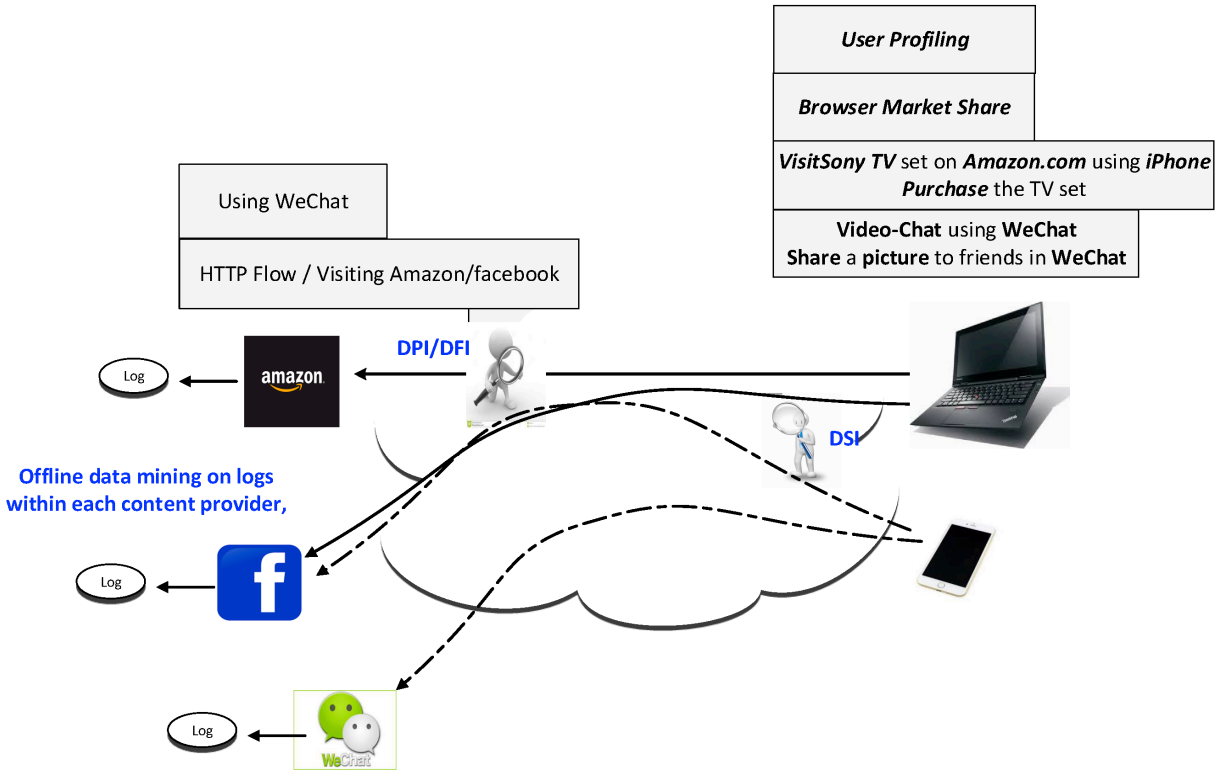 User Profiling
Browser Market Share
VisitSony TV set on Amazon.com using iPhone
Purchase the TV set
Video-Chat using WeChat
Share a picture to friends in WeChat
Using WeChat
HTTP Flow / Visiting Amazon/facebook
DPI/DFI
Log
amazon
DSI
Offline data mining on logs
within each content provider,
Log
f
Log
WeChat